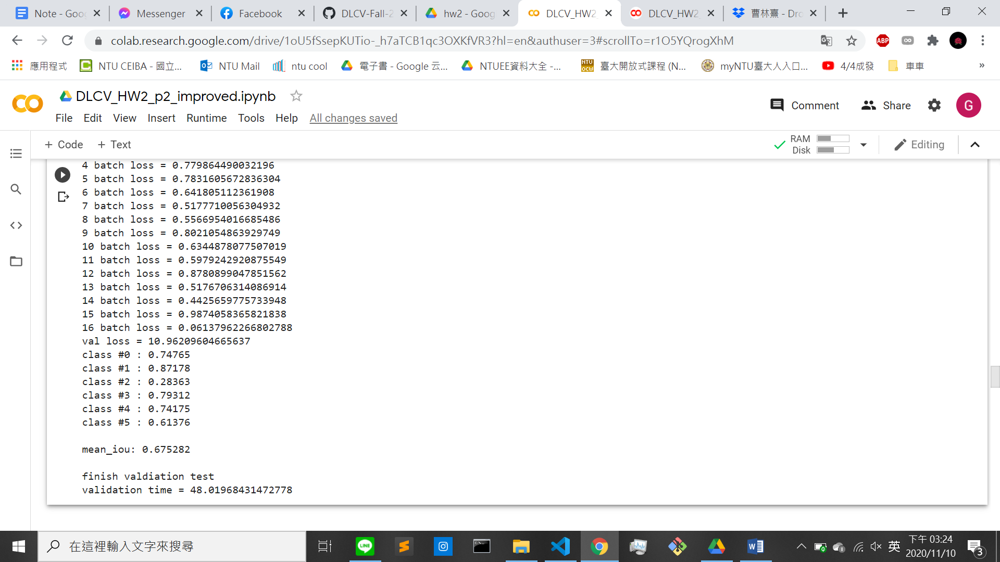 Note - Goog
Messenger
Facebook
DLCV-Fall-2
hw2 - Goog
DLCV_HW2_
DLCV_HW2_
曹林熹 - Dro
colab.research.google.com/drive/1oU5fSsepKUTio-_h7aTCB1qc3OXKfVR3?hl=en&authuser=3#scrollTo=r1O5YQrogXhM
ABP
應用程式
NTU CEIBA - 國立...
NTU Mail
ntu cool
電子書 - Google 云...
NTUEE資料大全 -...
NTU OCW
臺大開放式課程 (N...
myNTU臺大人入口...
4/4成發
車車
»
DLCV_HW2_p2_improved.ipynb
Comment
Share
G
File Edit View Insert Runtime Tools Help All changes saved
+ Code + Text
RAM
Disk
Editing
4 batch loss = 0.779864490032196
5 batch loss = 0.7831605672836304
6 batch loss = 0.641805112361908
7 batch loss = 0.5177710056304932
8 batch loss = 0.5566954016685486
9 batch loss = 0.8021054863929749
10 batch loss = 0.6344878077507019
11 batch loss = 0.5979242920875549
12 batch loss = 0.8780899047851562
13 batch loss = 0.5176706314086914
14 batch loss = 0.4425659775733948
15 batch loss = 0.9874058365821838
16 batch loss = 0.06137962266802788
val loss = 10.96209604665637
class #0 : 0.74765
class #1 : 0.87178
class #2 : 0.28363
class #3 : 0.79312
class #4 : 0.74175
class #5 : 0.61376
mean_iou: 0.675282
finish valdiation test
validation time = 48.01968431472778
在這裡輸入文字來搜尋
LINE
英
下午 03:24
2020/11/10
3